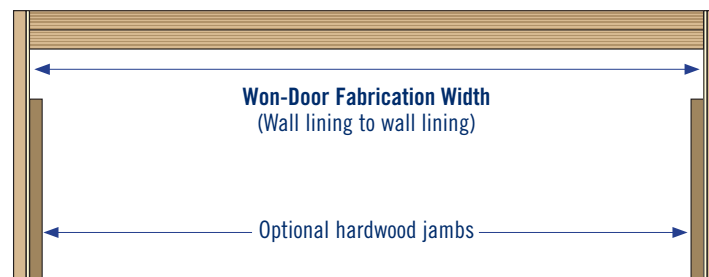 Won-Door Fabrication Width
(Wall lining to wall lining)
Optional hardwood jambs